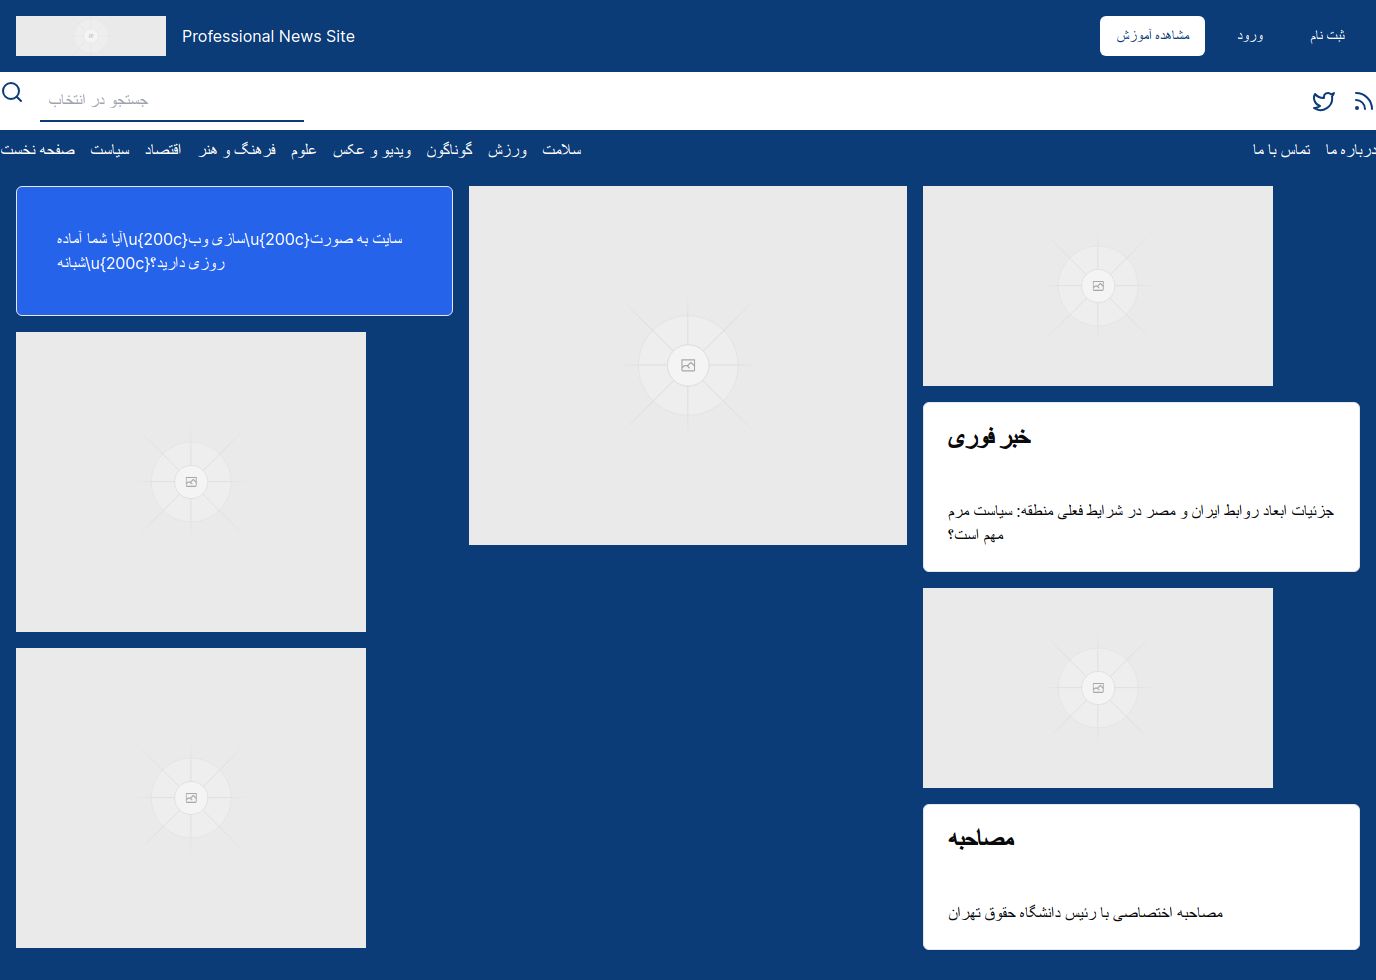 Professional News Site
مشاهده آموزش
ورود
ثبت نام
جستجو در انتخاب
صفحه نخست
سیاست
اقتصاد
فرهنگ و هنر
علوم
ویدیو و عکس
گوناگون
ورزش
سلامت
تماس با ما
درباره ما
آیا شما آماده\u{200c}سازی وب\u{200c}سایت به صورت
شبانه\u{200c}روزی دارید؟
خبر فوری
جزئیات ابعاد روابط ایران و مصر در شرایط فعلی منطقه: سیاست مرم
مهم است؟
مصاحبه
مصاحبه اختصاصی با رئیس دانشگاه حقوق تهران